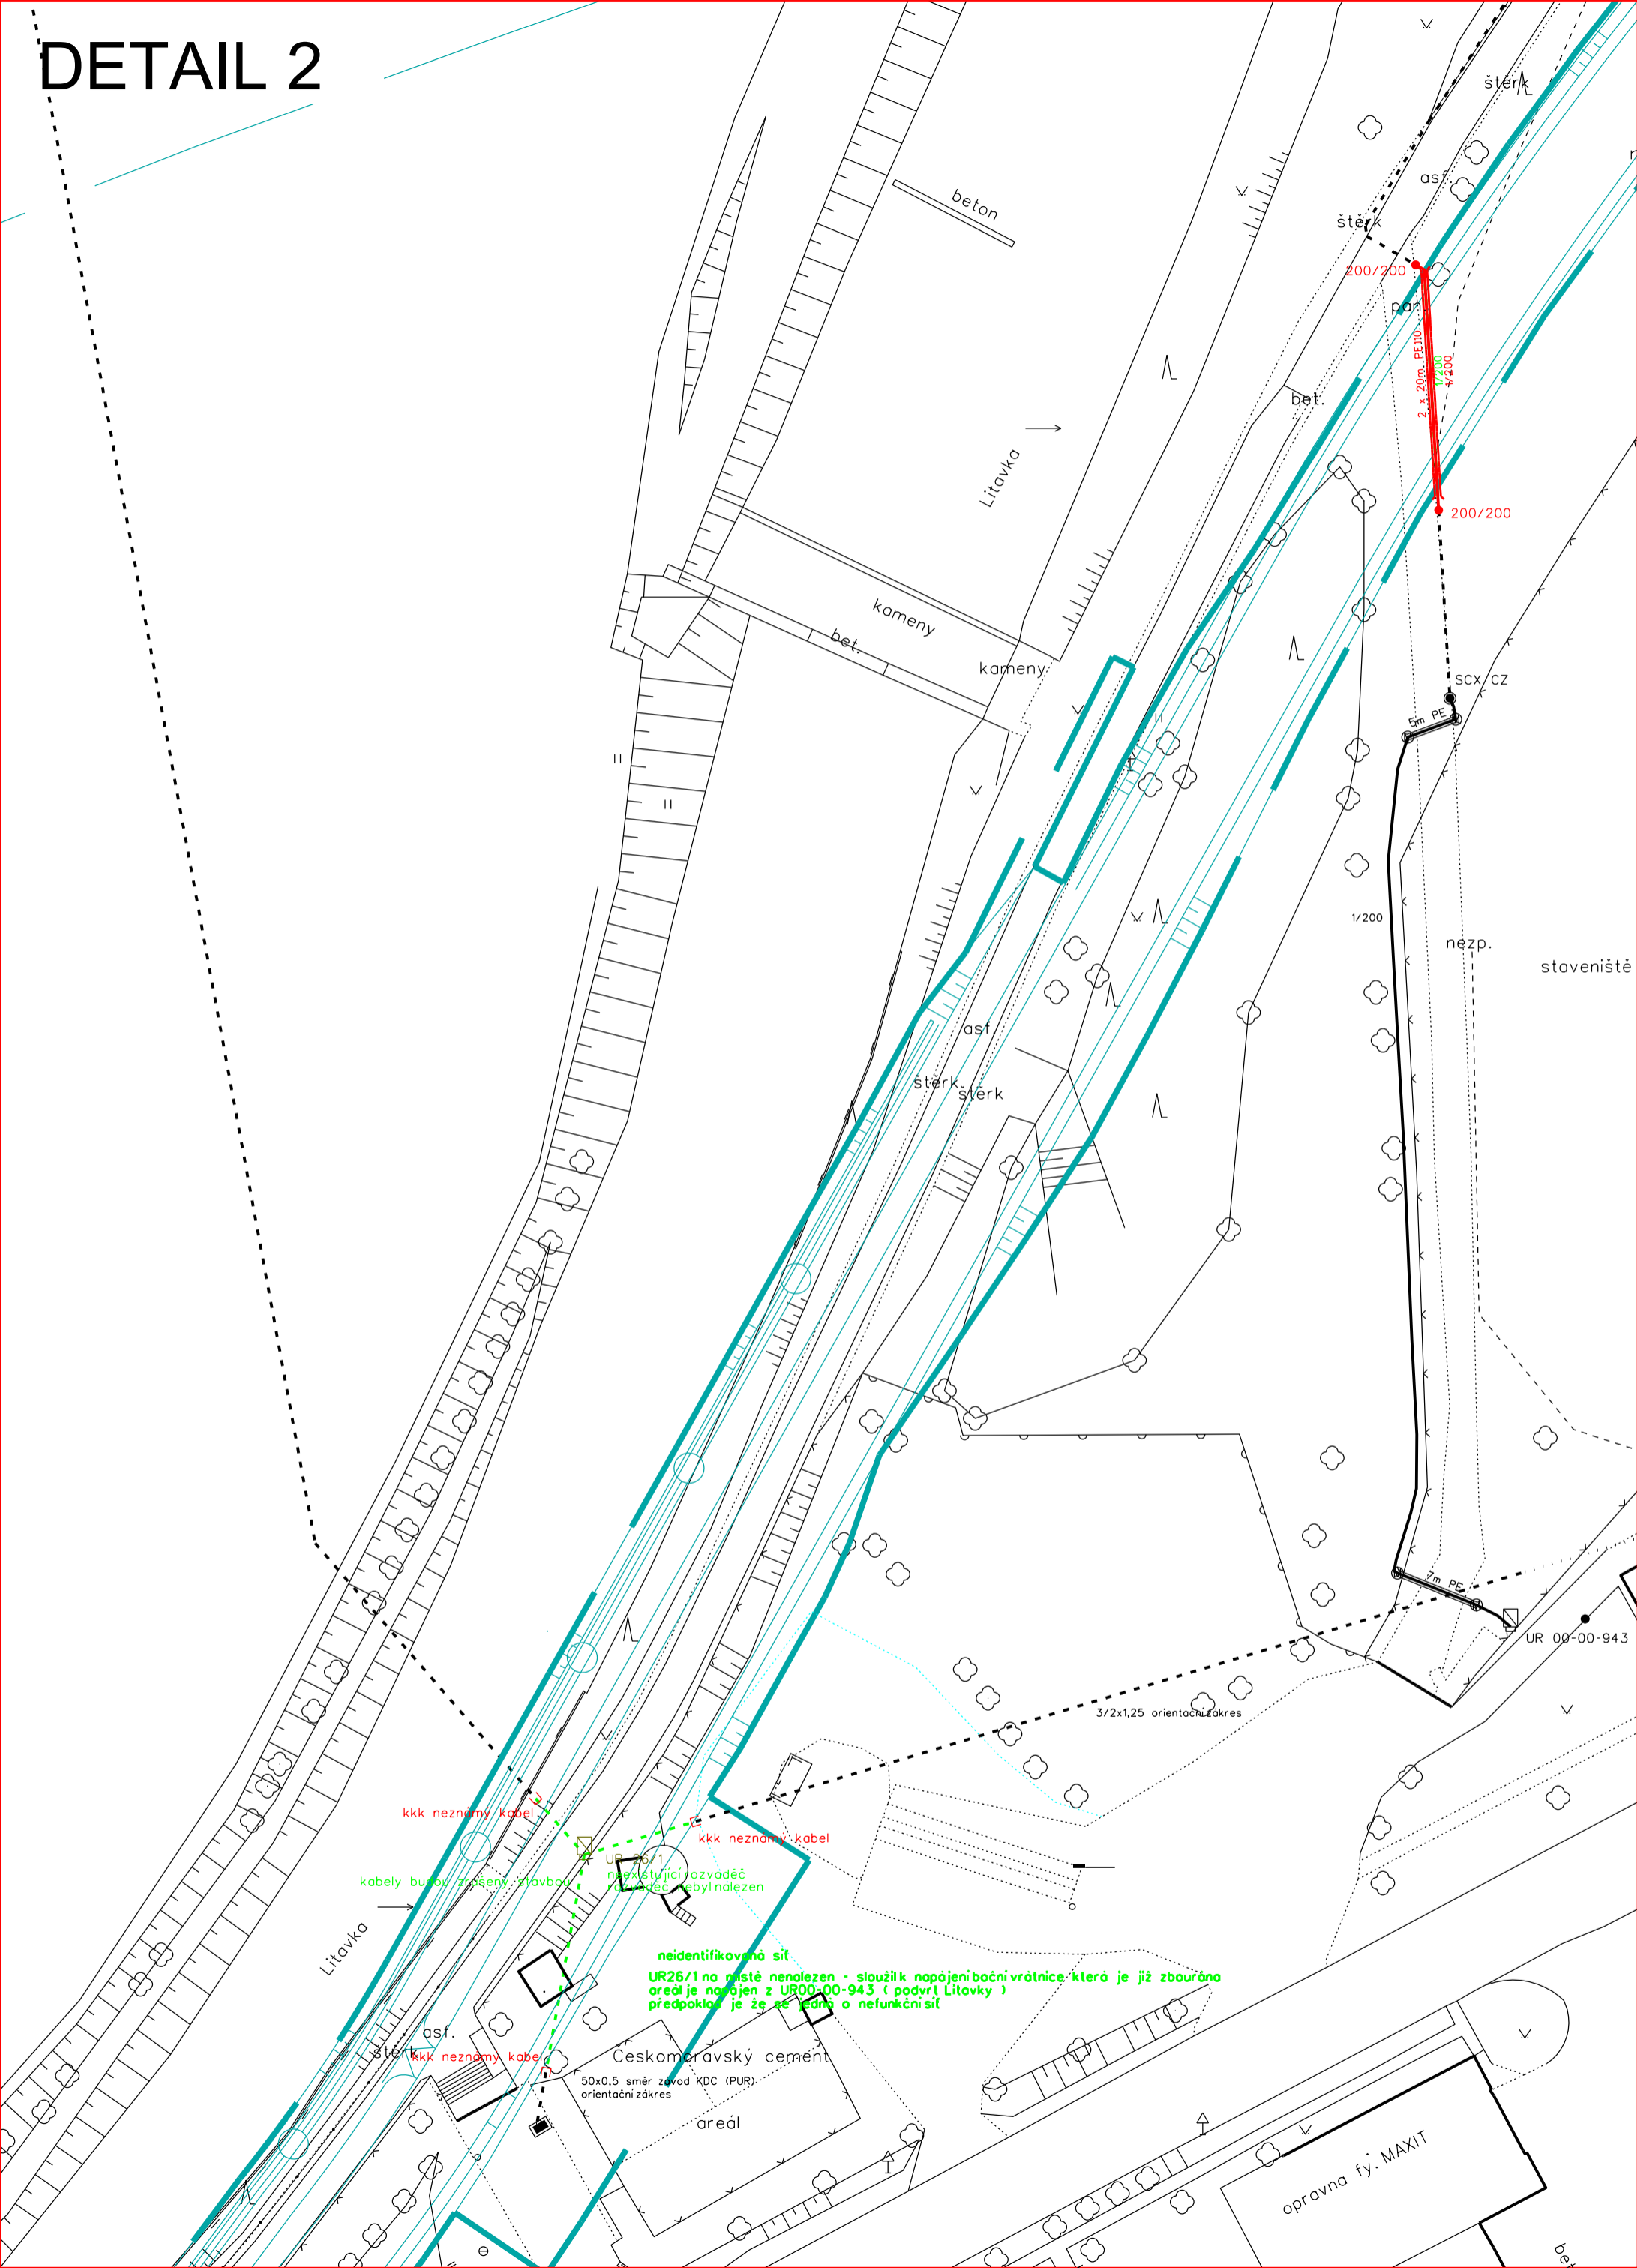 DETAIL 2
štěrk
beton
asf.
štěrk
200/200
pan.
2 x 20m PE110
1/200
1/200
bet.
Litavka
200/200
kameny
bet.
kameny
scx cz
5m PE
1/200
nezp.
staveniště
asf.
štěrk
štěrk
7m PE
UR 00-00-943
3/2x1,25 orientační zákres
kkk neznámý kabel
kkk neznámý kabel
UR 26/1
neexistující rozvaděč
rozvaděč nebyl nalezen
kabely budou zrušeny stavbou
Litavka
neidentifikovaná síť
UR26/1 na místě nenalezen - sloužil k napájení boční vrátnice která je již zbourána
areál je napájen z UR00-00-943 ( podvrt Litavky )
předpoklad je že se jedná o nefunkční síť
asf.
štěrk
kkk neznámý kabel
Českomoravský cement
50x0,5 směr závod KDC (PUR)
orientační zákres
areál
opravna fy. MAXIT